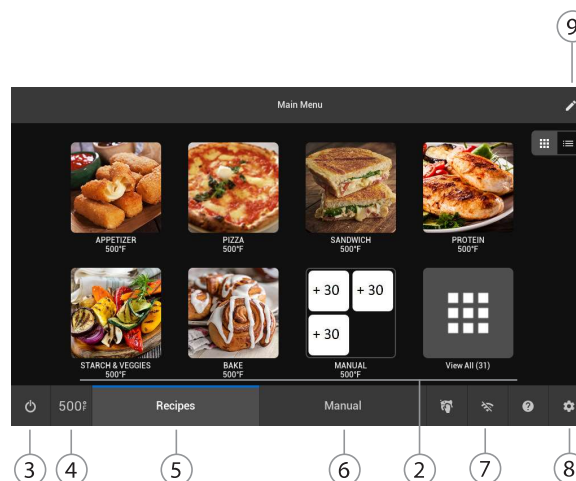 9
Main Menu
APPETIZER
500°F
PIZZA
500°F
SANDWICH
500°F
PROTEIN
500°F
+ 30 + 30
+ 30
STARCH & VEGGIES
500°F
BAKE
500°F
MANUAL
500°F
View All (31)
500°F
Recipes
Manual
?
3
4
5
6
2
7
8